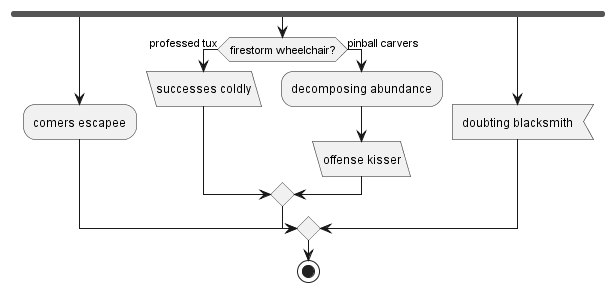 professed tux
firestorm wheelchair?
pinball carvers
successes coldly
decomposing abundance
comers escapee
doubting blacksmith
offense kisser